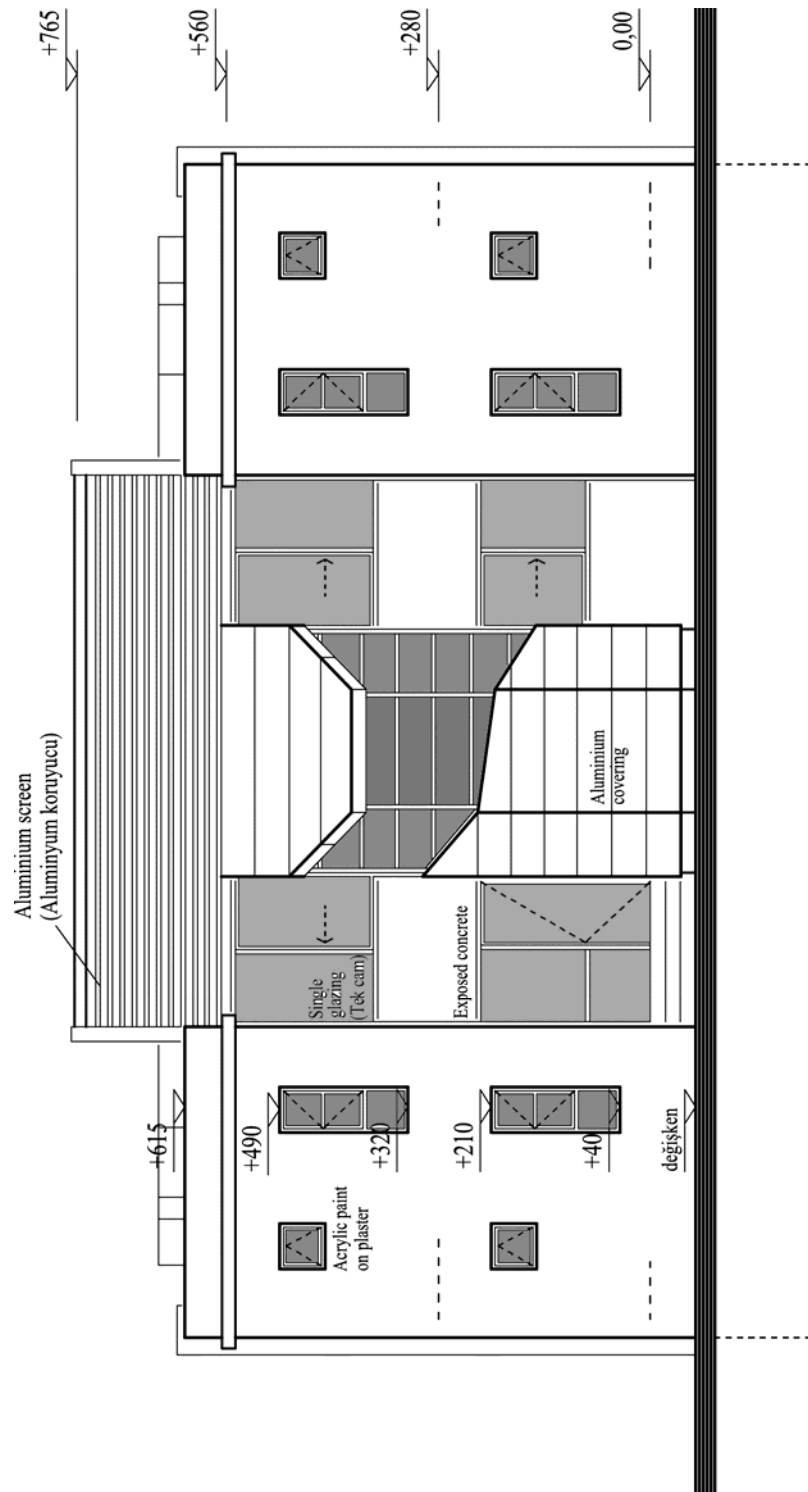 Aluminium screen
(Aluminyum koruyucu)
+765
+560
+280
0,00
Single
glazing
(Tek cam)
Exposed concrete
Aluminium
covering
+615
+490
+320
+210
+40
değişken
Acrylic paint
on plaster